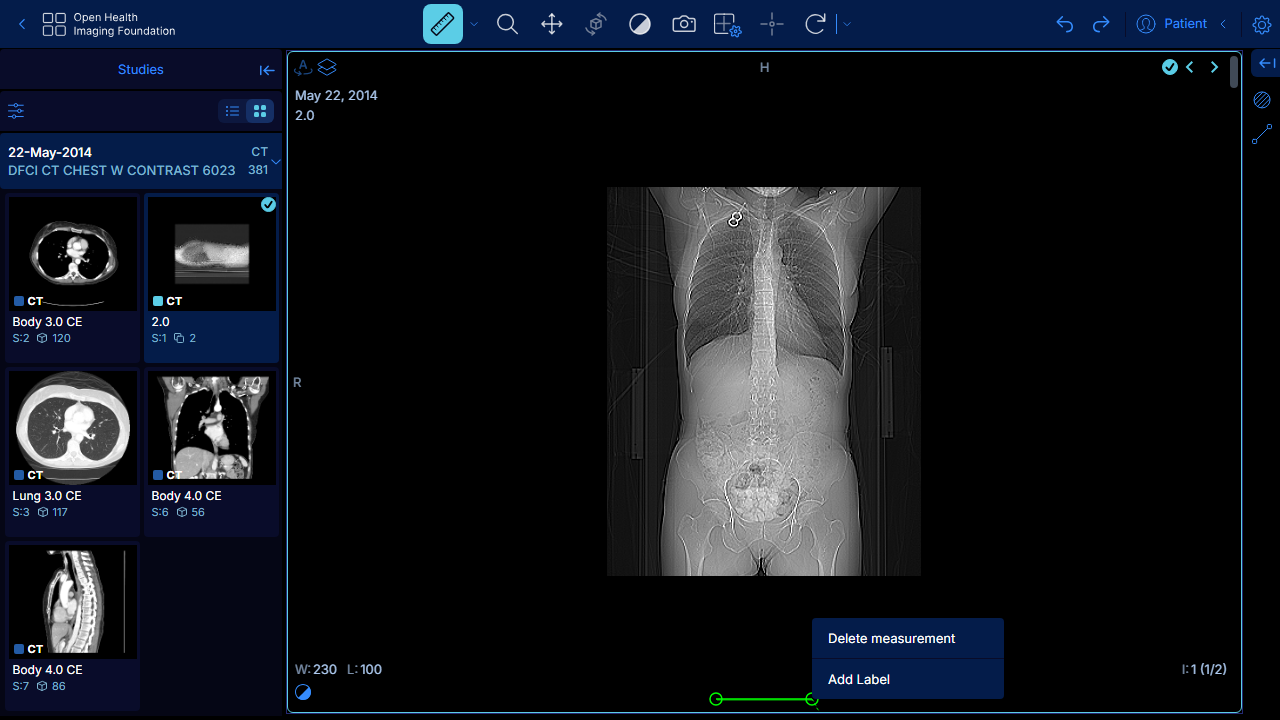 Open Health
Imaging Foundation
Patient
Studies
22-May-2014
CT
DFCI CT CHEST W CONTRAST 6023
381
CT
Body 3.0 CE
S:2 120
CT
2.0
S:1 2
CT
Lung 3.0 CE
S:3 117
CT
Body 4.0 CE
S:6 56
CT
Body 4.0 CE
S:7 86
A
H
May 22, 2014
2.0
R
W: 230 L: 100
I: 1 (1/2)
Delete measurement
Add Label